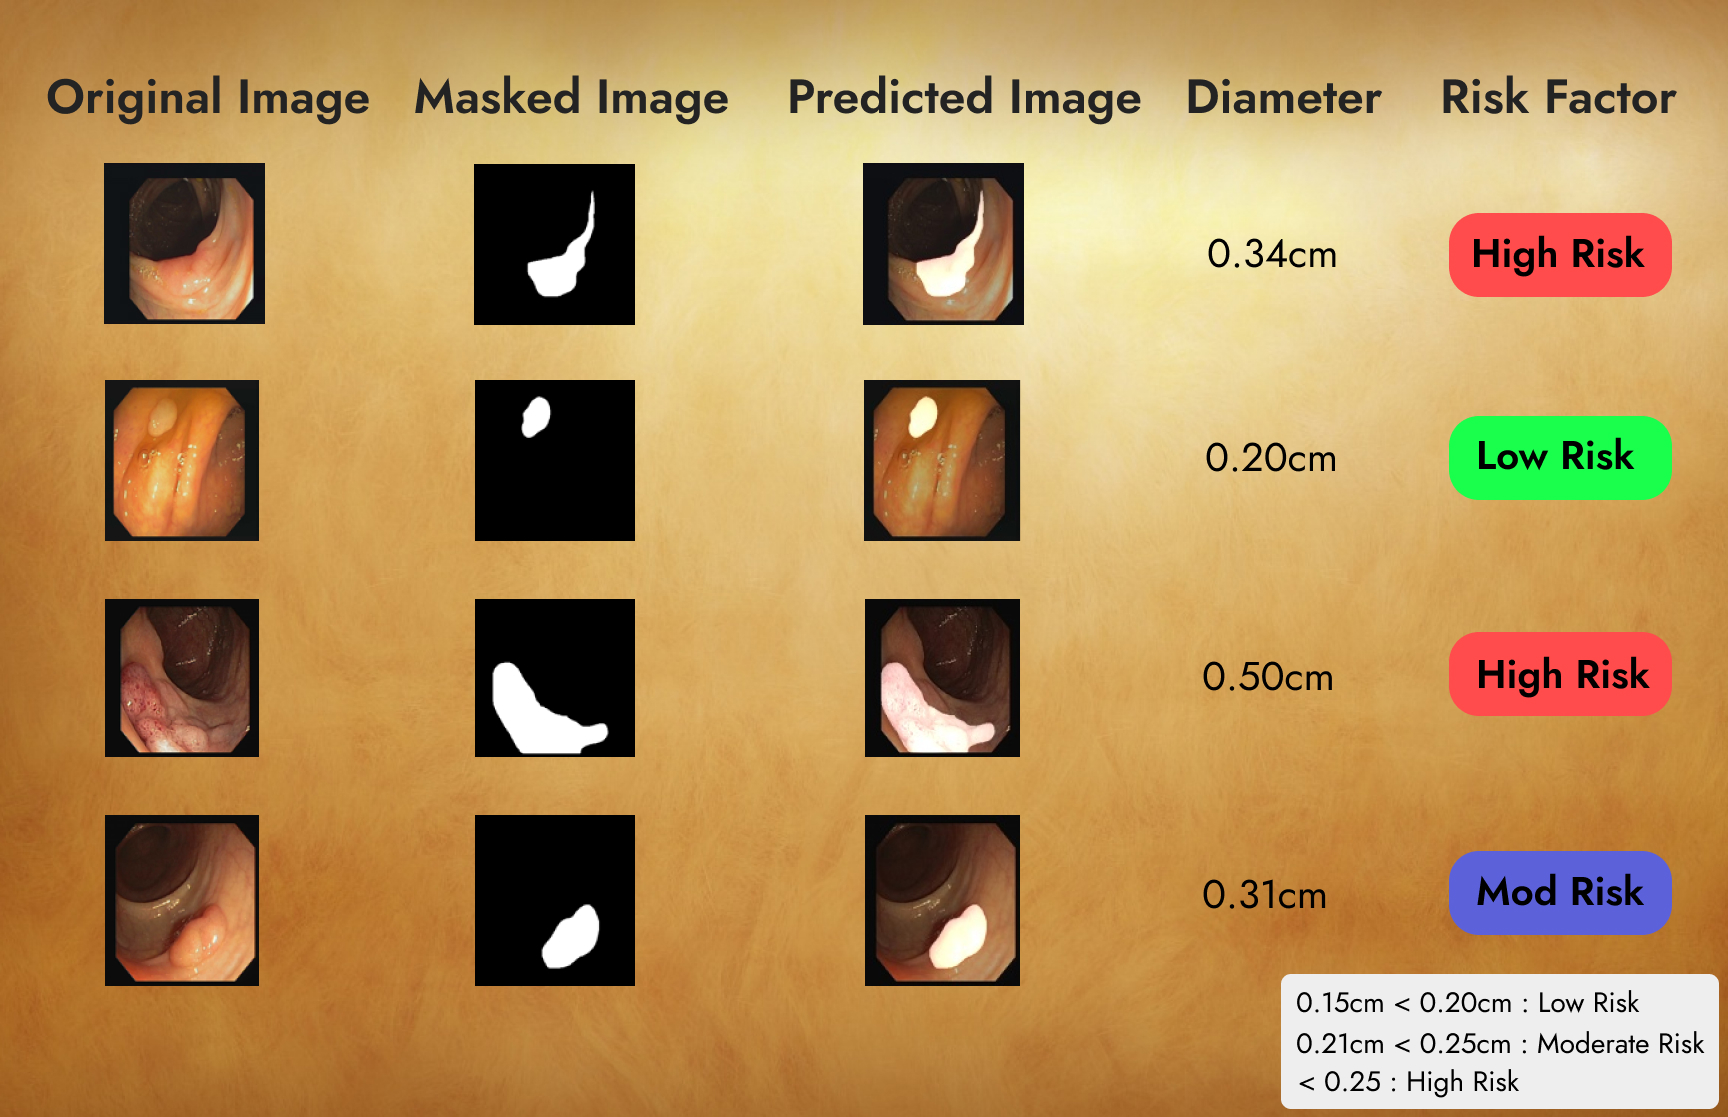 Original Image Masked Image Predicted Image Diameter Risk Factor
0.34cm High Risk
0.20cm Low Risk
0.50cm High Risk
0.31cm Mod Risk
0.15cm < 0.20cm : Low Risk
0.21cm < 0.25cm : Moderate Risk
< 0.25 : High Risk